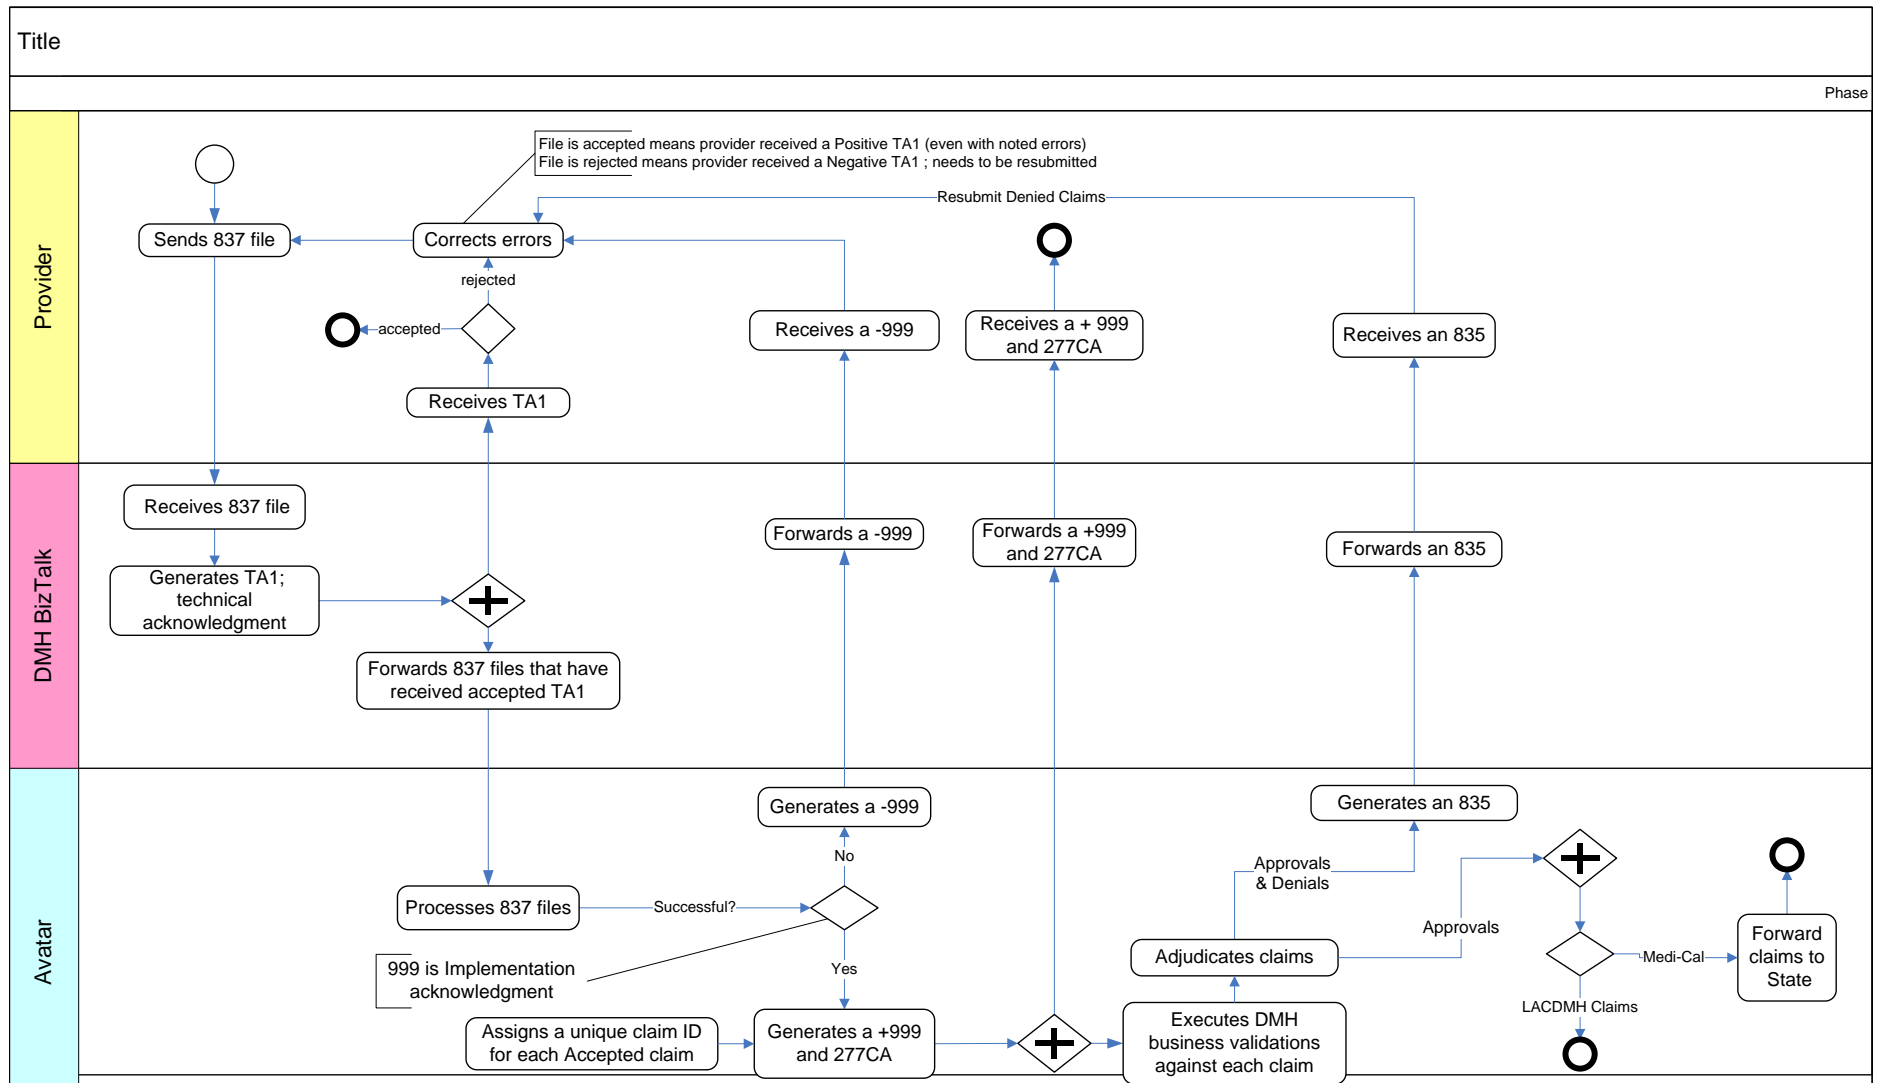 Title
Phase
Provider
File is accepted means provider received a Positive TA1 (even with noted errors)
File is rejected means provider received a Negative TA1 ; needs to be resubmitted
Resubmit Denied Claims
Sends 837 file
Corrects errors
rejected
accepted
Receives a -999
Receives a + 999
and 277CA
Receives an 835
Receives TA1
DMH BizTalk
Receives 837 file
Forwards a -999
Forwards a +999
and 277CA
Forwards an 835
Generates TA1;
technical
acknowledgment
Forwards 837 files that have
received accepted TA1
Avatar
Generates a -999
Generates an 835
No
Approvals
& Denials
Processes 837 files
Successful?
Approvals
Yes
999 is Implementation
acknowledgment
Adjudicates claims
Medi-Cal
Forward
claims to
State
LACDMH Claims
Assigns a unique claim ID
for each Accepted claim
Generates a +999
and 277CA
Executes DMH
business validations
against each claim